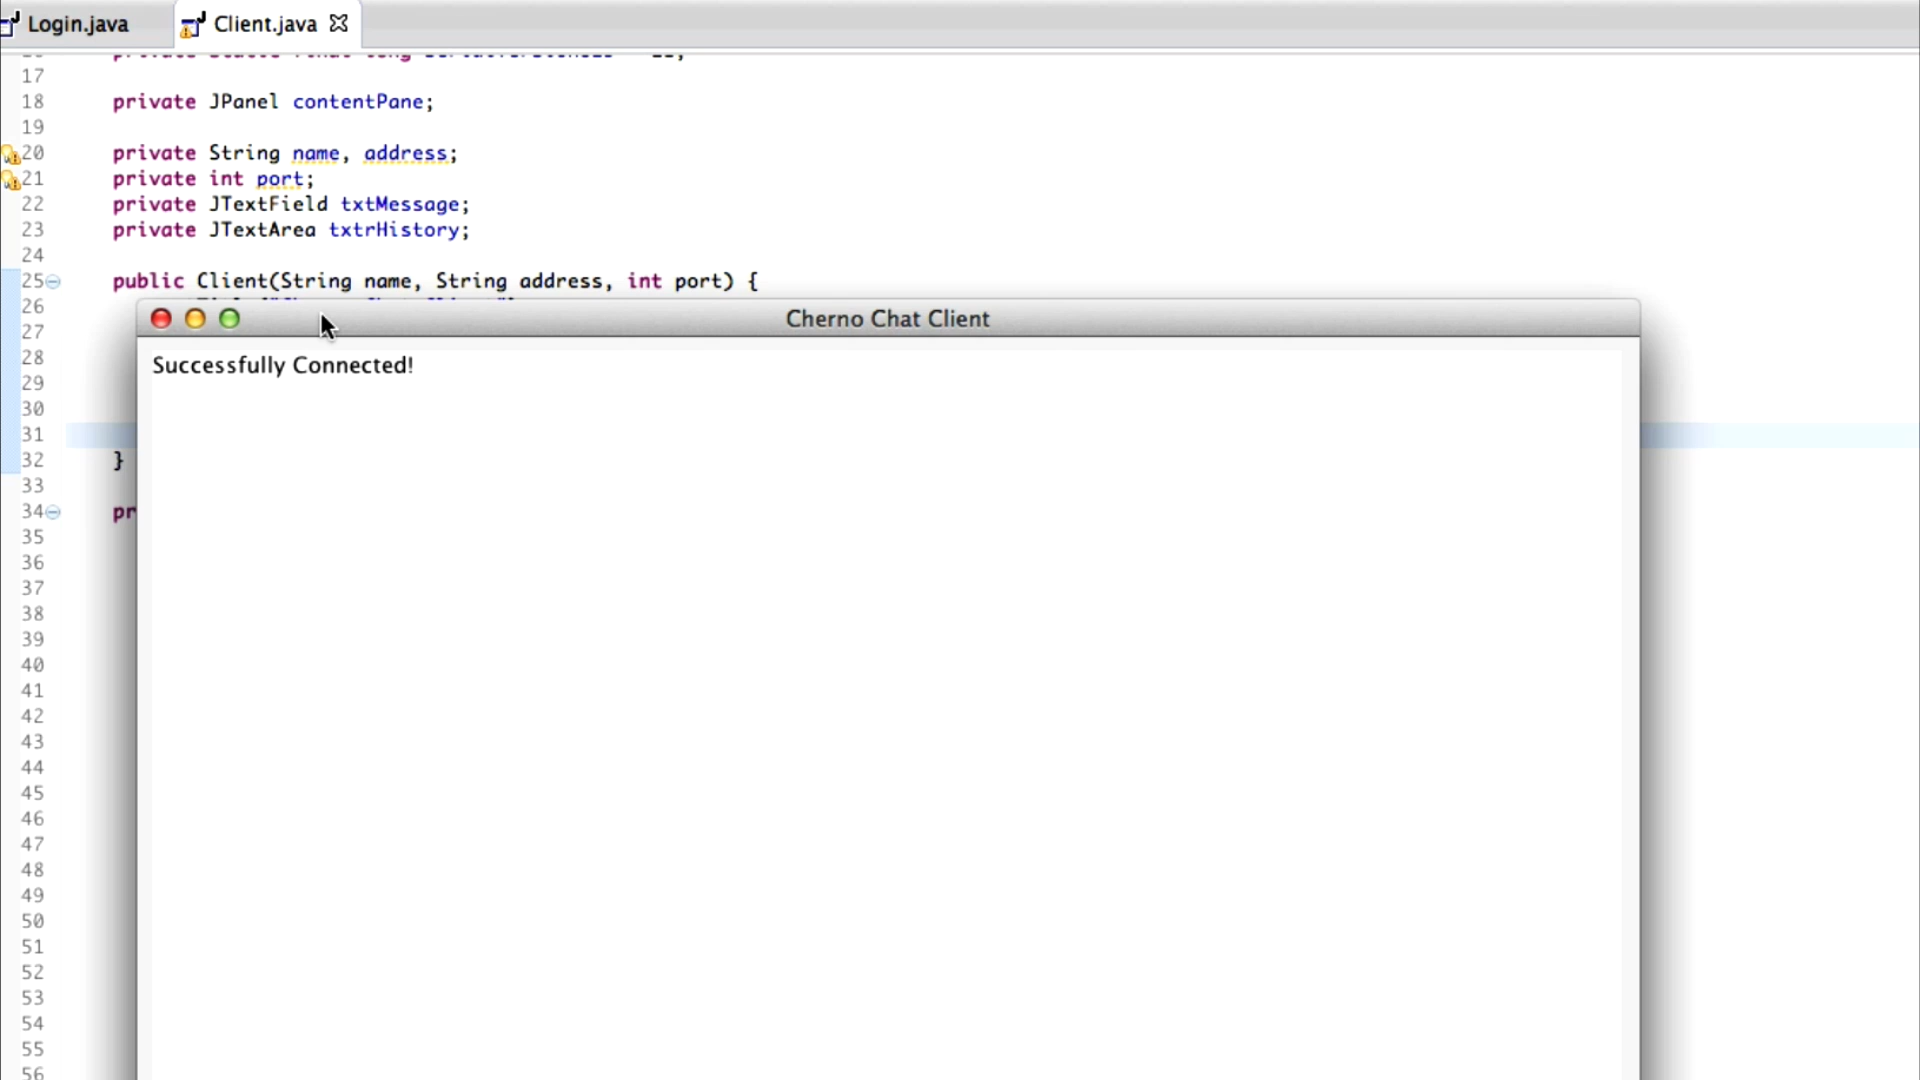 Login.java
Client.java
17
18 private JPanel contentPane;
19
20 private String name, address;
21 private int port;
22 private JTextField txtMessage;
23 private JTextArea txtrHistory;
24
25 public Client(String name, String address, int port) {
26
27 Cherno Chat Client
28 Successfully Connected!
29
30
31
32 }
33
34 pr
35
36
37
38
39
40
41
42
43
44
45
46
47
48
49
50
51
52
53
54
55
56